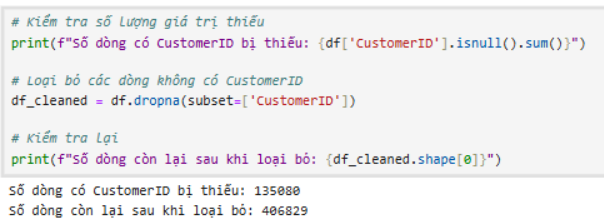 # Kiểm tra số lượng giá trị thiếu
print(f"Số dòng có CustomerID bị thiếu: {df['CustomerID'].isnull().sum()}")
# Loại bỏ các dòng không có CustomerID
df_cleaned = df.dropna(subset=['CustomerID'])
# Kiểm tra lại
print(f"Số dòng còn lại sau khi loại bỏ: {df_cleaned.shape[0]}")
Số dòng có CustomerID bị thiếu: 135080
Số dòng còn lại sau khi loại bỏ: 406829